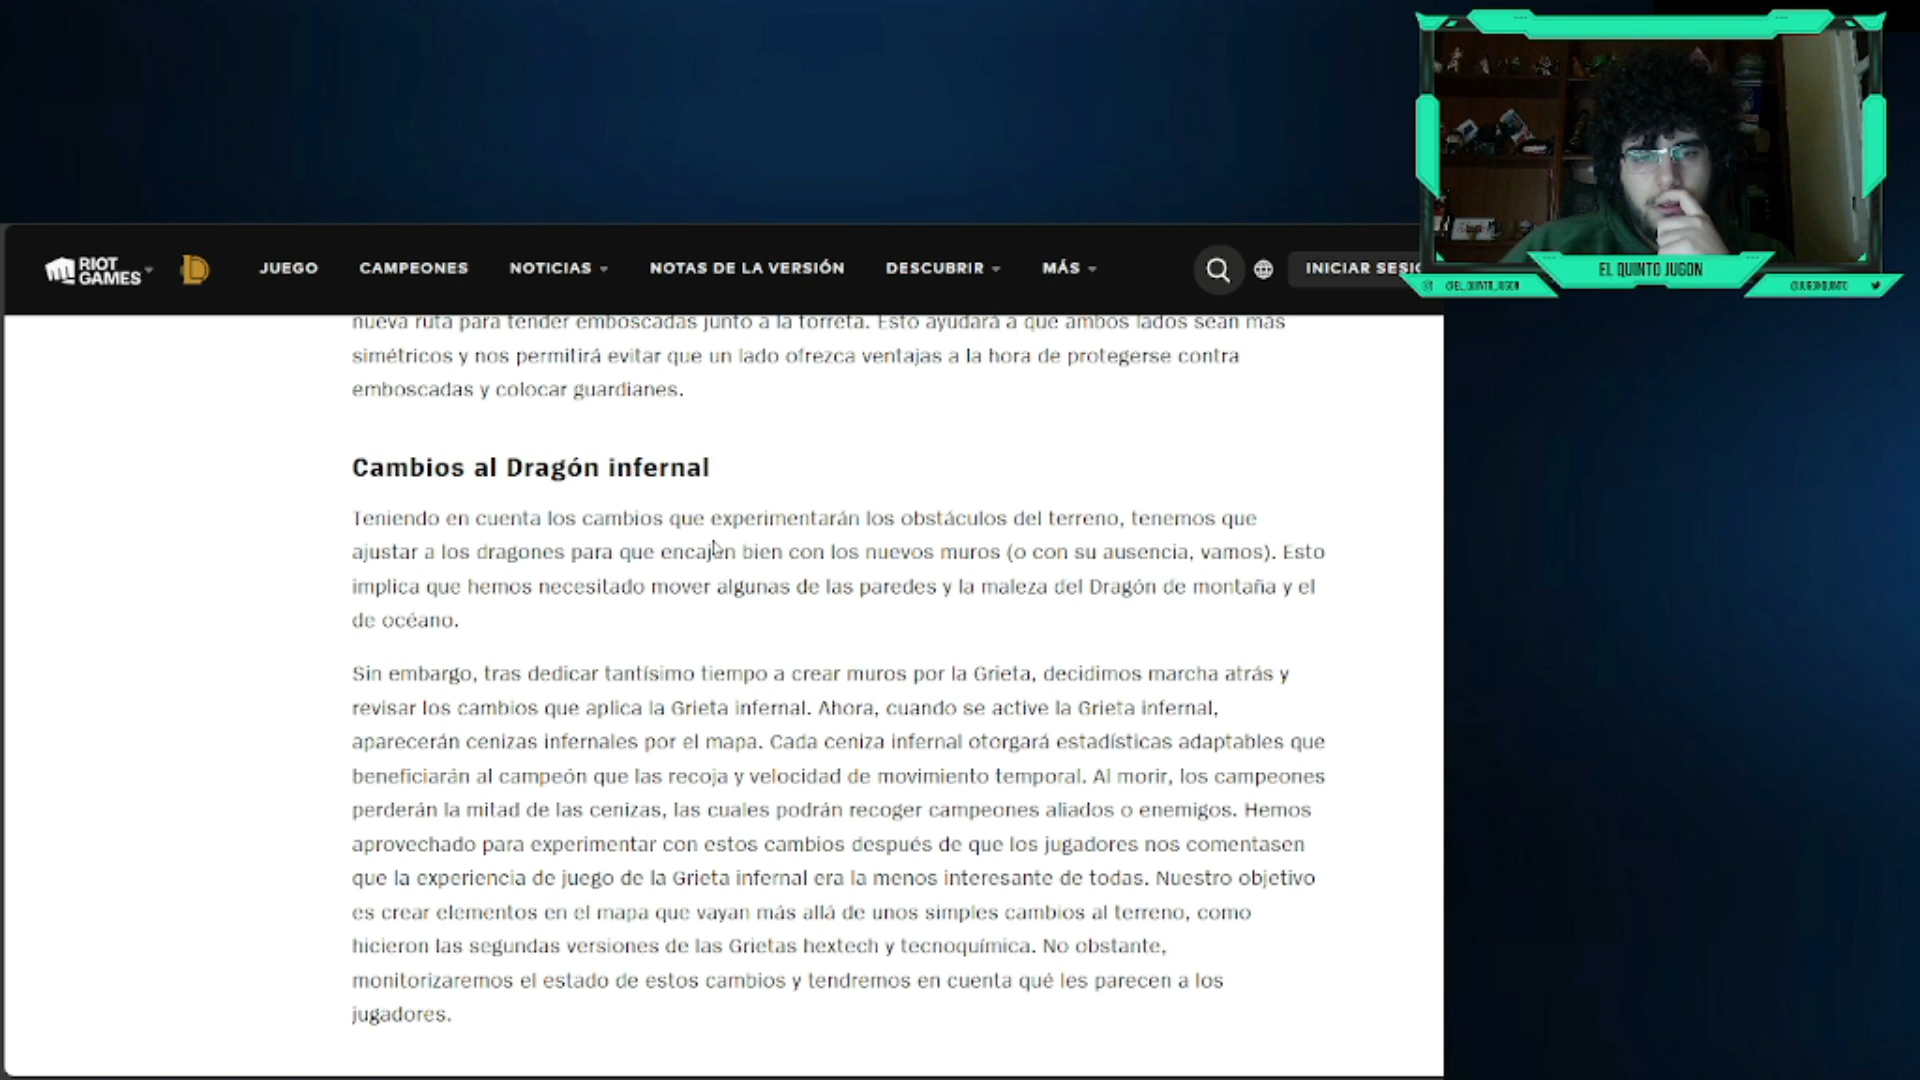 RIOT GAMES
JUEGO
CAMPEONES
NOTICIAS
NOTAS DE LA VERSIÓN
DESCUBRIR
MÁS
INICIAR SESIC
EL QUINTO JUGON
@EL_QUINTO_JUGON
@JUGONQUINTO
nueva ruta para tender emboscadas junto a la torreta. Esto ayudará a que ambos lados sean más
simétricos y nos permitirá evitar que un lado ofrezca ventajas a la hora de protegerse contra
emboscadas y colocar guardianes.
Cambios al Dragón infernal
Teniendo en cuenta los cambios que experimentarán los obstáculos del terreno, tenemos que
ajustar a los dragones para que encajen bien con los nuevos muros (o con su ausencia, vamos). Esto
implica que hemos necesitado mover algunas de las paredes y la maleza del Dragón de montaña y el
de océano.
Sin embargo, tras dedicar tantísimo tiempo a crear muros por la Grieta, decidimos marcha atrás y
revisar los cambios que aplica la Grieta infernal. Ahora, cuando se active la Grieta infernal,
aparecerán cenizas infernales por el mapa. Cada ceniza infernal otorgará estadísticas adaptables que
beneficiarán al campeón que las recoja y velocidad de movimiento temporal. Al morir, los campeones
perderán la mitad de las cenizas, las cuales podrán recoger campeones aliados o enemigos. Hemos
aprovechado para experimentar con estos cambios después de que los jugadores nos comentasen
que la experiencia de juego de la Grieta infernal era la menos interesante de todas. Nuestro objetivo
es crear elementos en el mapa que vayan más allá de unos simples cambios al terreno, como
hicieron las segundas versiones de las Grietas hextech y tecnoquímica. No obstante,
monitorizaremos el estado de estos cambios y tendremos en cuenta qué les parecen a los
jugadores.